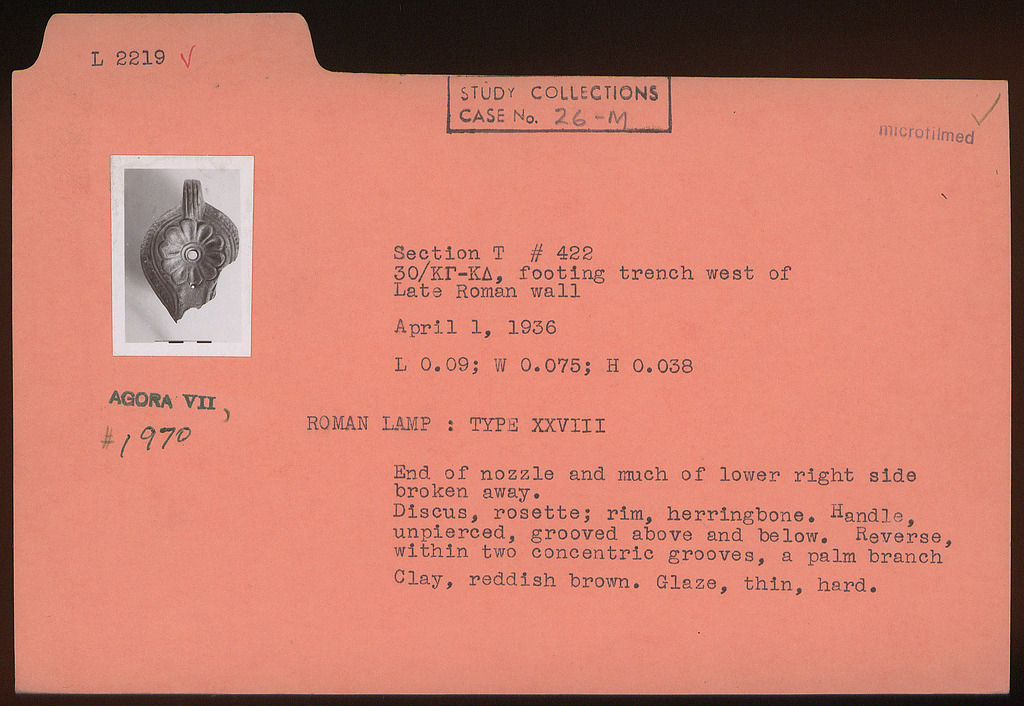 L 2219 ✓
STUDY COLLECTIONS
CASE No. 26-M
microfilmed
Section T # 422
30/ΚΓ-ΚΔ, footing trench west of
Late Roman wall
April 1, 1936
L 0.09; W 0.075; H 0.038
AGORA VII,
# 1970
ROMAN LAMP : TYPE XXVIII
End of nozzle and much of lower right side
broken away.
Discus, rosette; rim, herringbone. Handle,
unpierced, grooved above and below. Reverse,
within two concentric grooves, a palm branch
Clay, reddish brown. Glaze, thin, hard.